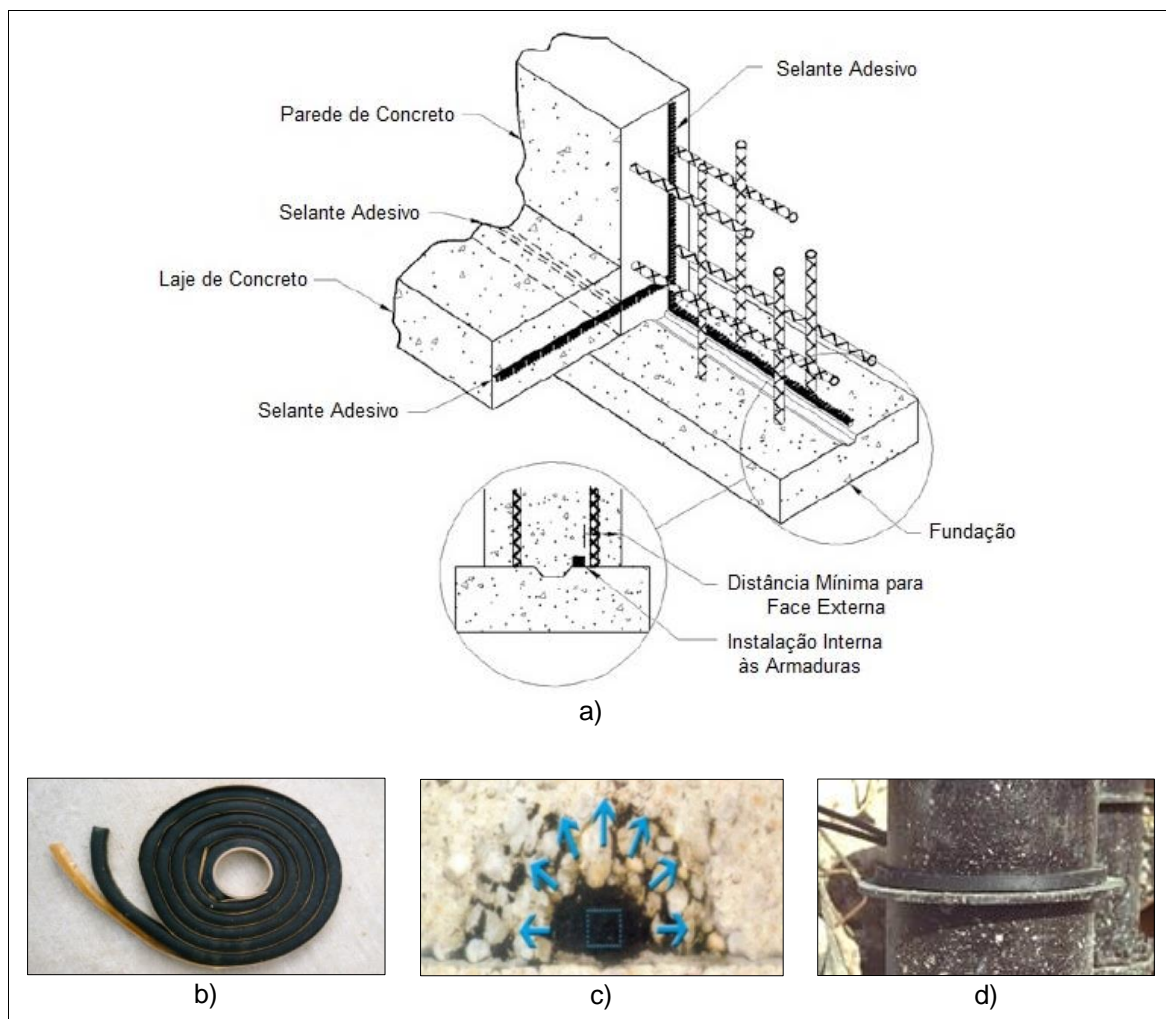 Selante Adesivo
Parede de Concreto
Selante Adesivo
Laje de Concreto
Selante Adesivo
Fundação
Distância Mínima para
Face Externa
Instalação Interna
às Armaduras
a)
b)
c)
d)